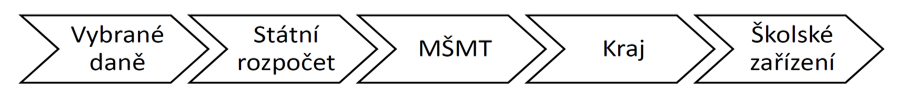 Vybrané
daně
Státní
rozpočet
MŠMT
Kraj
Školské
zařízení